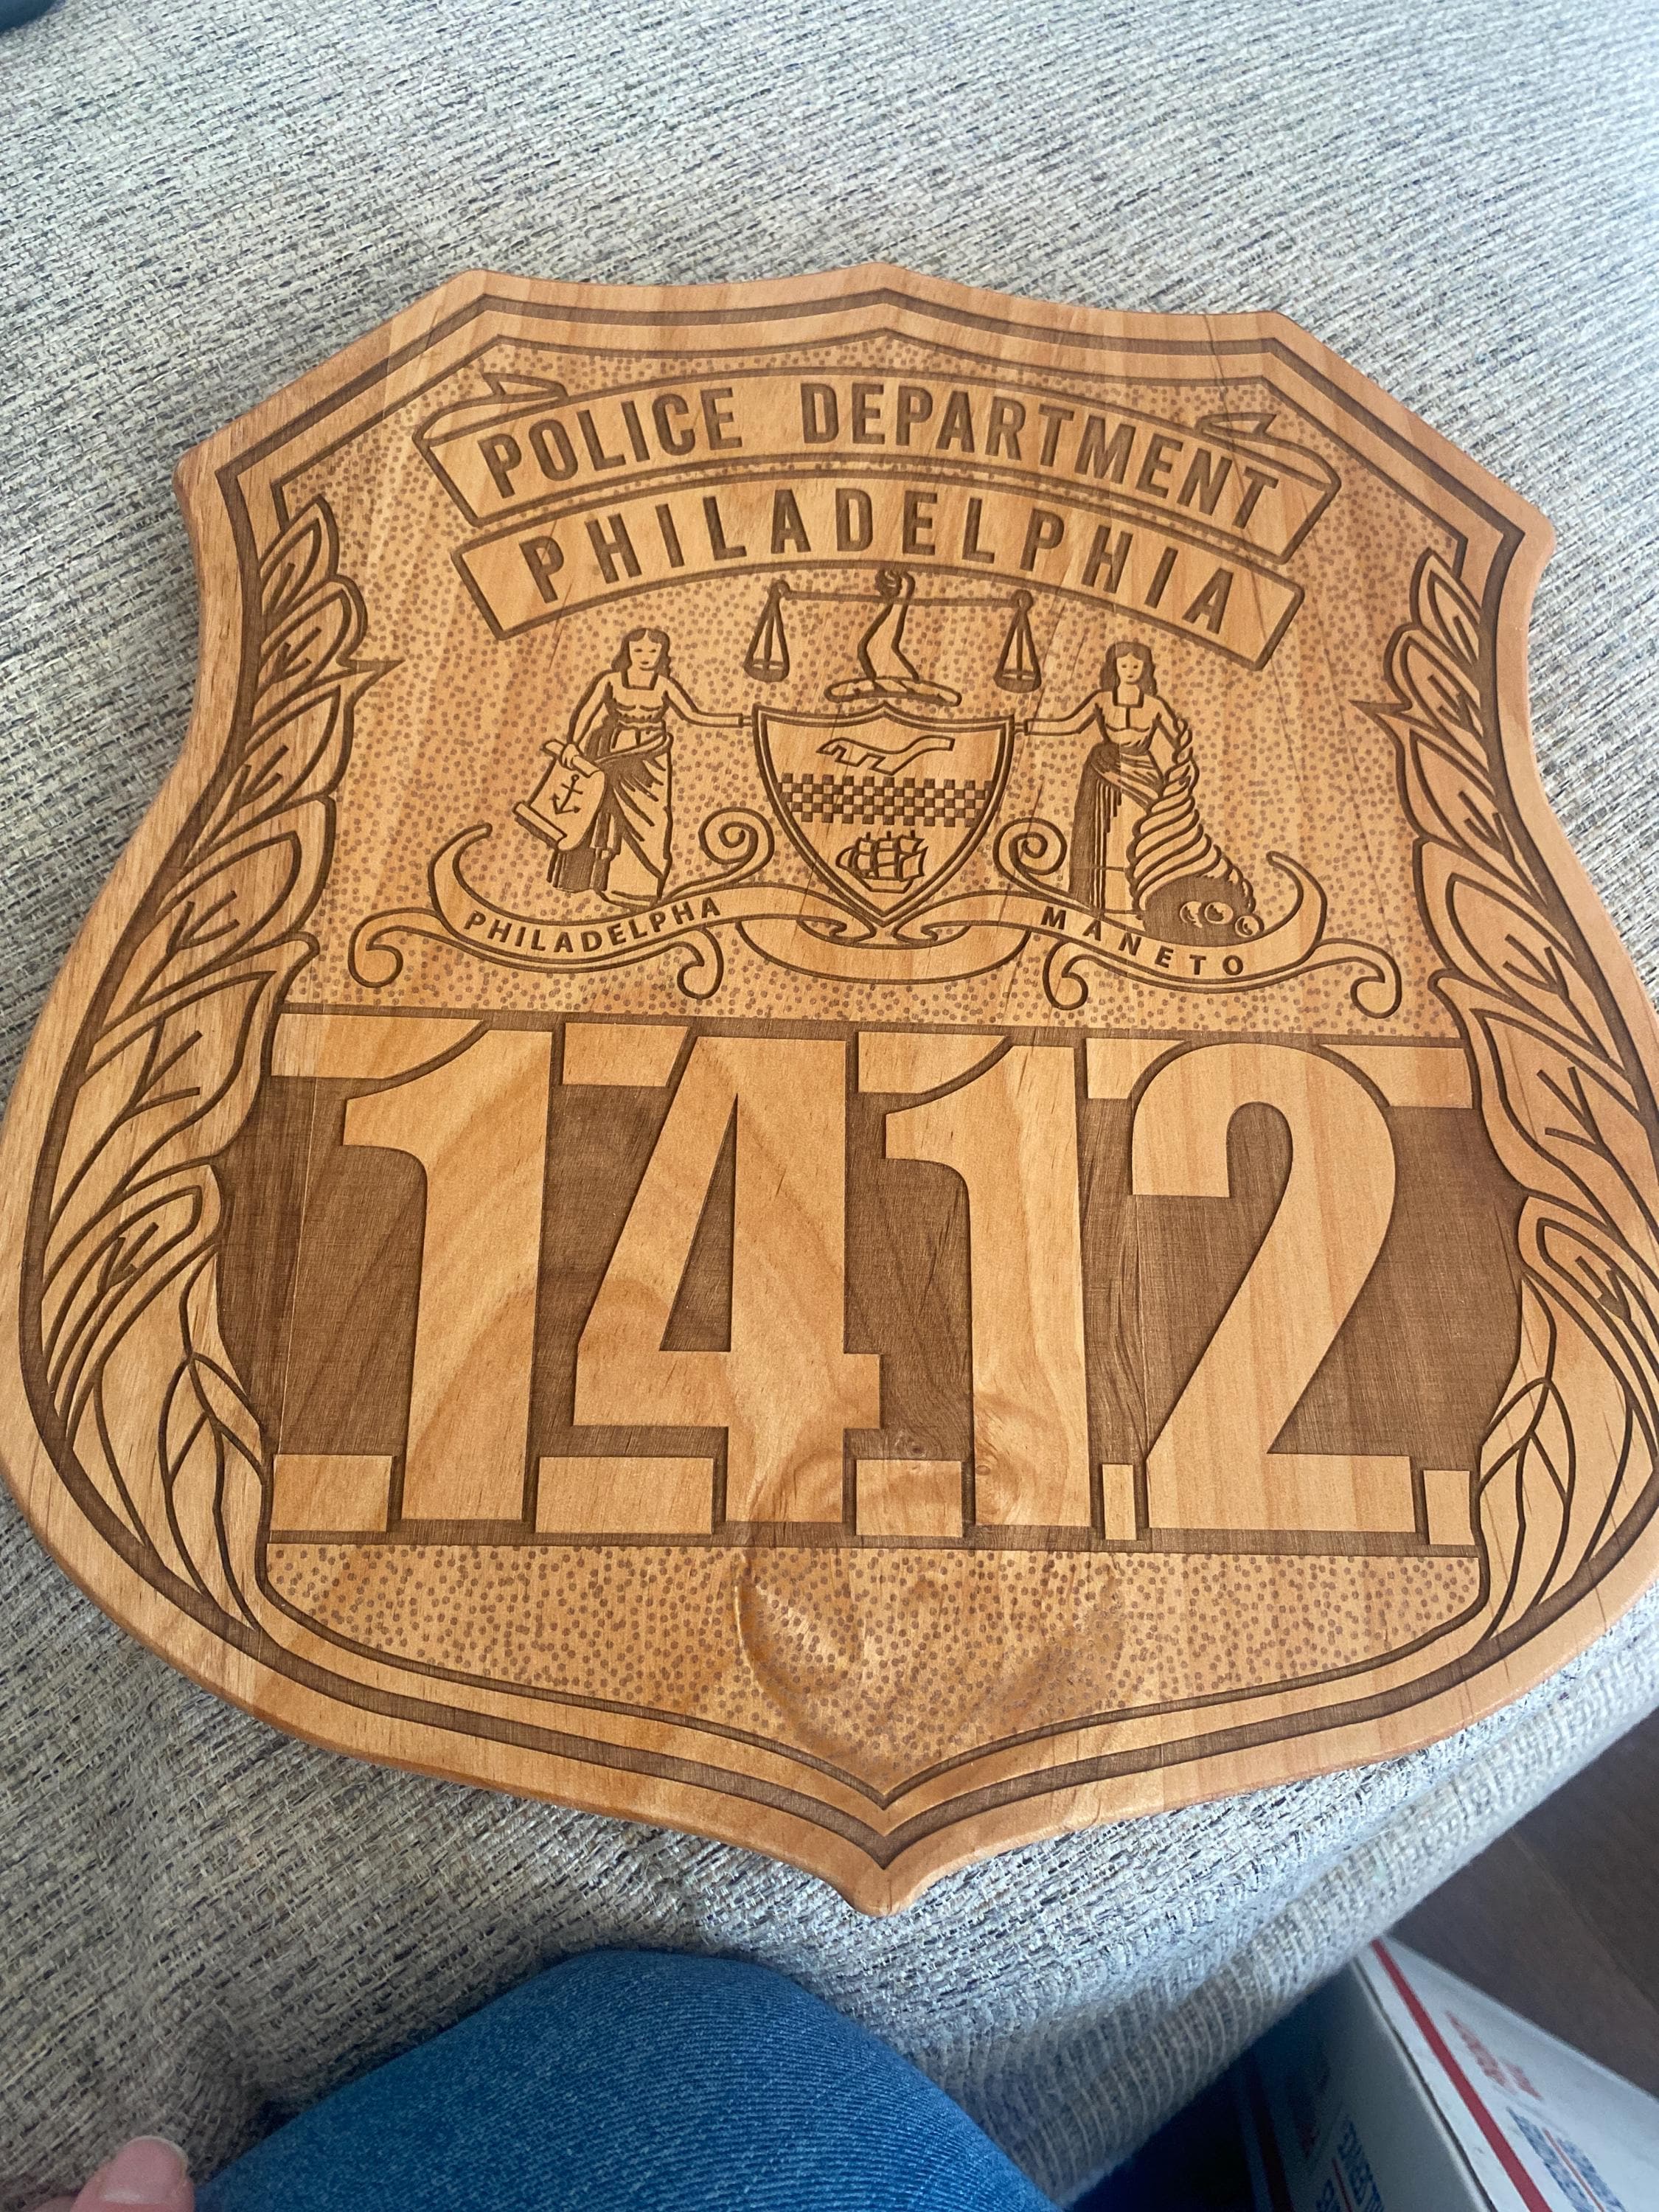 POLICE DEPARTMENT
PHILADELPHIA
PHILADELPHA MANETO
1412